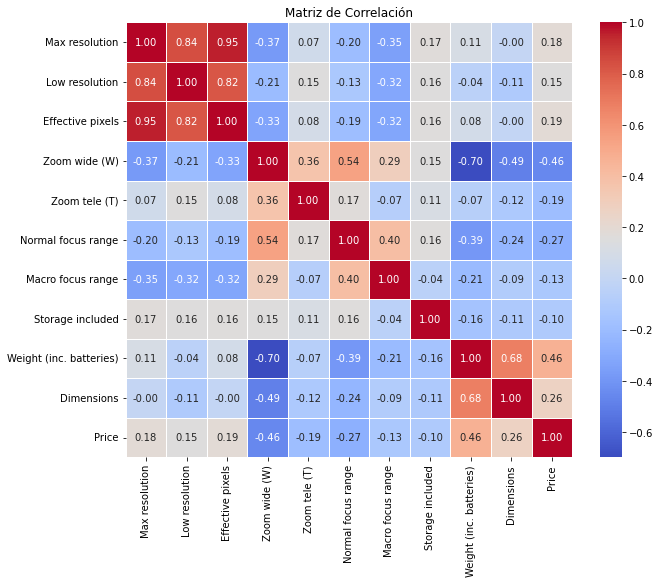 Matriz de Correlación
Max resolution 1.00 0.84 0.95 -0.37 0.07 -0.20 -0.35 0.17 0.11 -0.00 0.18
Low resolution 0.84 1.00 0.82 -0.21 0.15 -0.13 -0.32 0.16 -0.04 -0.11 0.15
Effective pixels 0.95 0.82 1.00 -0.33 0.08 -0.19 -0.32 0.16 0.08 -0.00 0.19
Zoom wide (W) -0.37 -0.21 -0.33 1.00 0.36 0.54 0.29 0.15 -0.70 -0.49 -0.46
Zoom tele (T) 0.07 0.15 0.08 0.36 1.00 0.17 -0.07 0.11 -0.07 -0.12 -0.19
Normal focus range -0.20 -0.13 -0.19 0.54 0.17 1.00 0.40 0.16 -0.39 -0.24 -0.27
Macro focus range -0.35 -0.32 -0.32 0.29 -0.07 0.40 1.00 -0.04 -0.21 -0.09 -0.13
Storage included 0.17 0.16 0.16 0.15 0.11 0.16 -0.04 1.00 -0.16 -0.11 -0.10
Weight (inc. batteries) 0.11 -0.04 0.08 -0.70 -0.07 -0.39 -0.21 -0.16 1.00 0.68 0.46
Dimensions -0.00 -0.11 -0.00 -0.49 -0.12 -0.24 -0.09 -0.11 0.68 1.00 0.26
Price 0.18 0.15 0.19 -0.46 -0.19 -0.27 -0.13 -0.10 0.46 0.26 1.00
Max resolution
Low resolution
Effective pixels
Zoom wide (W)
Zoom tele (T)
Normal focus range
Macro focus range
Storage included
Weight (inc. batteries)
Dimensions
Price
1.0
0.8
0.6
0.4
0.2
0.0
−0.2
−0.4
−0.6